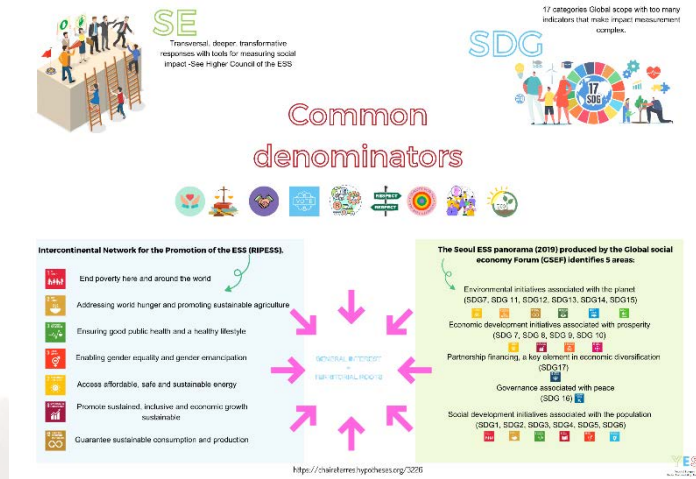 SE
Transversal, deeper, transformative
responses with tools for measuring social
impact -See Higher Council of the ESS
17 categories Global scope with too many
indicators that make impact measurement
complex.
SDG
17
SDG
Common
denominators
VOTE
RESPECT
RESPECT
Intercontinental Network for the Promotion of the ESS (RIPESS).
End poverty here and around the world
Addressing world hunger and promoting sustainable agriculture
Ensuring good public health and a healthy lifestyle
Enabling gender equality and gender emancipation
Access affordable, safe and sustainable energy
Promote sustained, inclusive and economic growth
sustainable
Guarantee sustainable consumption and production
GENERAL INTEREST
+
TERRITORIAL ROOTS
The Seoul ESS panorama (2019) produced by the Global social
economy Forum (GSEF) identifies 5 areas:
Environmental initiatives associated with the planet
(SDG7, SDG 11, SDG12, SDG13, SDG14, SDG15)
Economic development initiatives associated with prosperity
(SDG 7, SDG 8, SDG 9, SDG 10)
Partnership financing, a key element in economic diversification
(SDG17)
Governance associated with peace
(SDG 16)
Social development initiatives associated with the population
(SDG1, SDG2, SDG3, SDG4, SDG5, SDG6)
https://chaireterres.hypotheses.org/3226